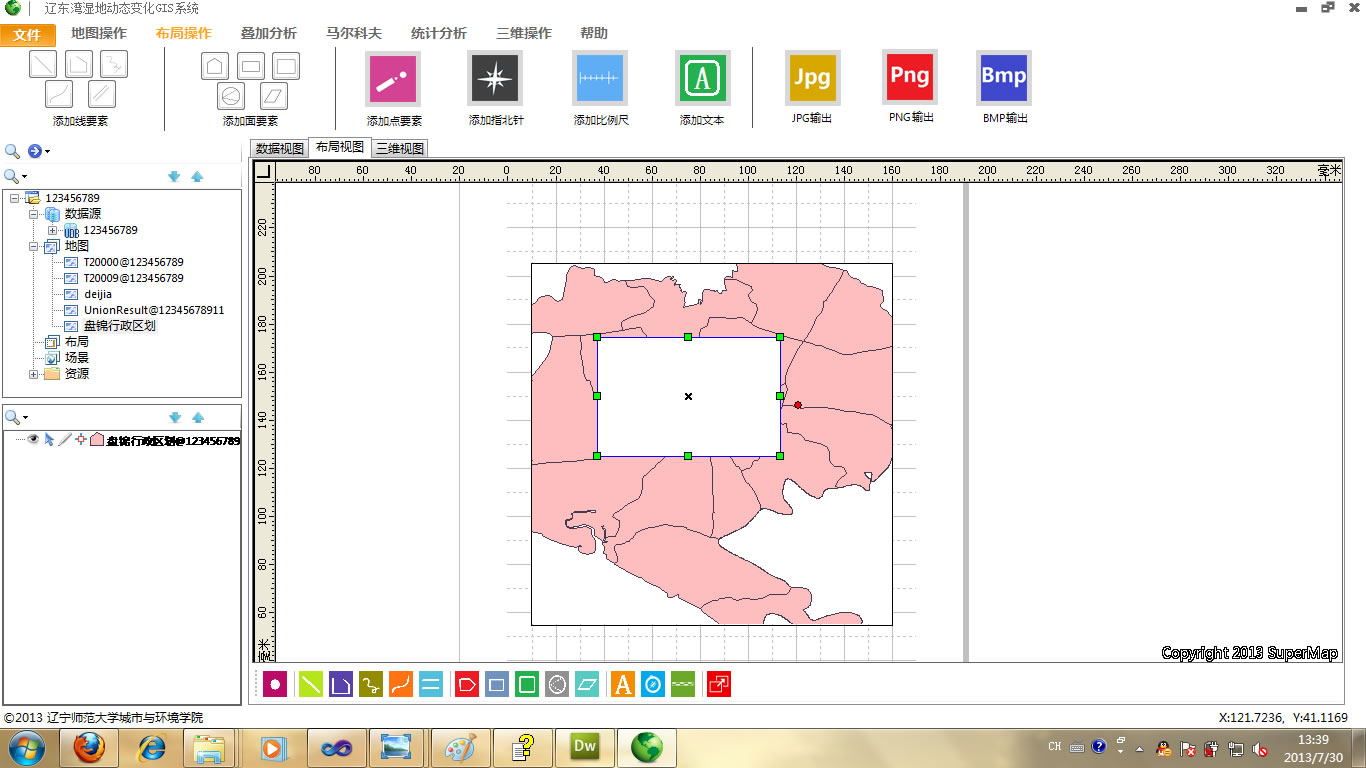 辽东湾湿地动态变化GIS系统
文件 地图操作 布局操作 叠加分析 马尔科夫 统计分析 三维操作 帮助
Jpg Png Bmp
A
添加线要素 添加面要素 添加点要素 添加指北针 添加比例尺 添加文本 JPG输出 PNG输出 BMP输出
数据视图 布局视图 三维视图
80 60 40 20 0 20 40 60 80 100 120 140 160 180 200 220 240 260 280 300 320 毫米
220
200
180
160
140
120
100
80
60
毫米
123456789
数据源
UDB 123456789
地图
T20000@123456789
T20009@123456789
deijia
UnionResult@12345678911
盘锦行政区划
布局
场景
资源
盘锦行政区划@123456789
Copyright 2013 SuperMap
A
©2013 辽宁师范大学城市与环境学院
X:121.7236, Y:41.1169
Dw
CH
13:39
2013/7/30